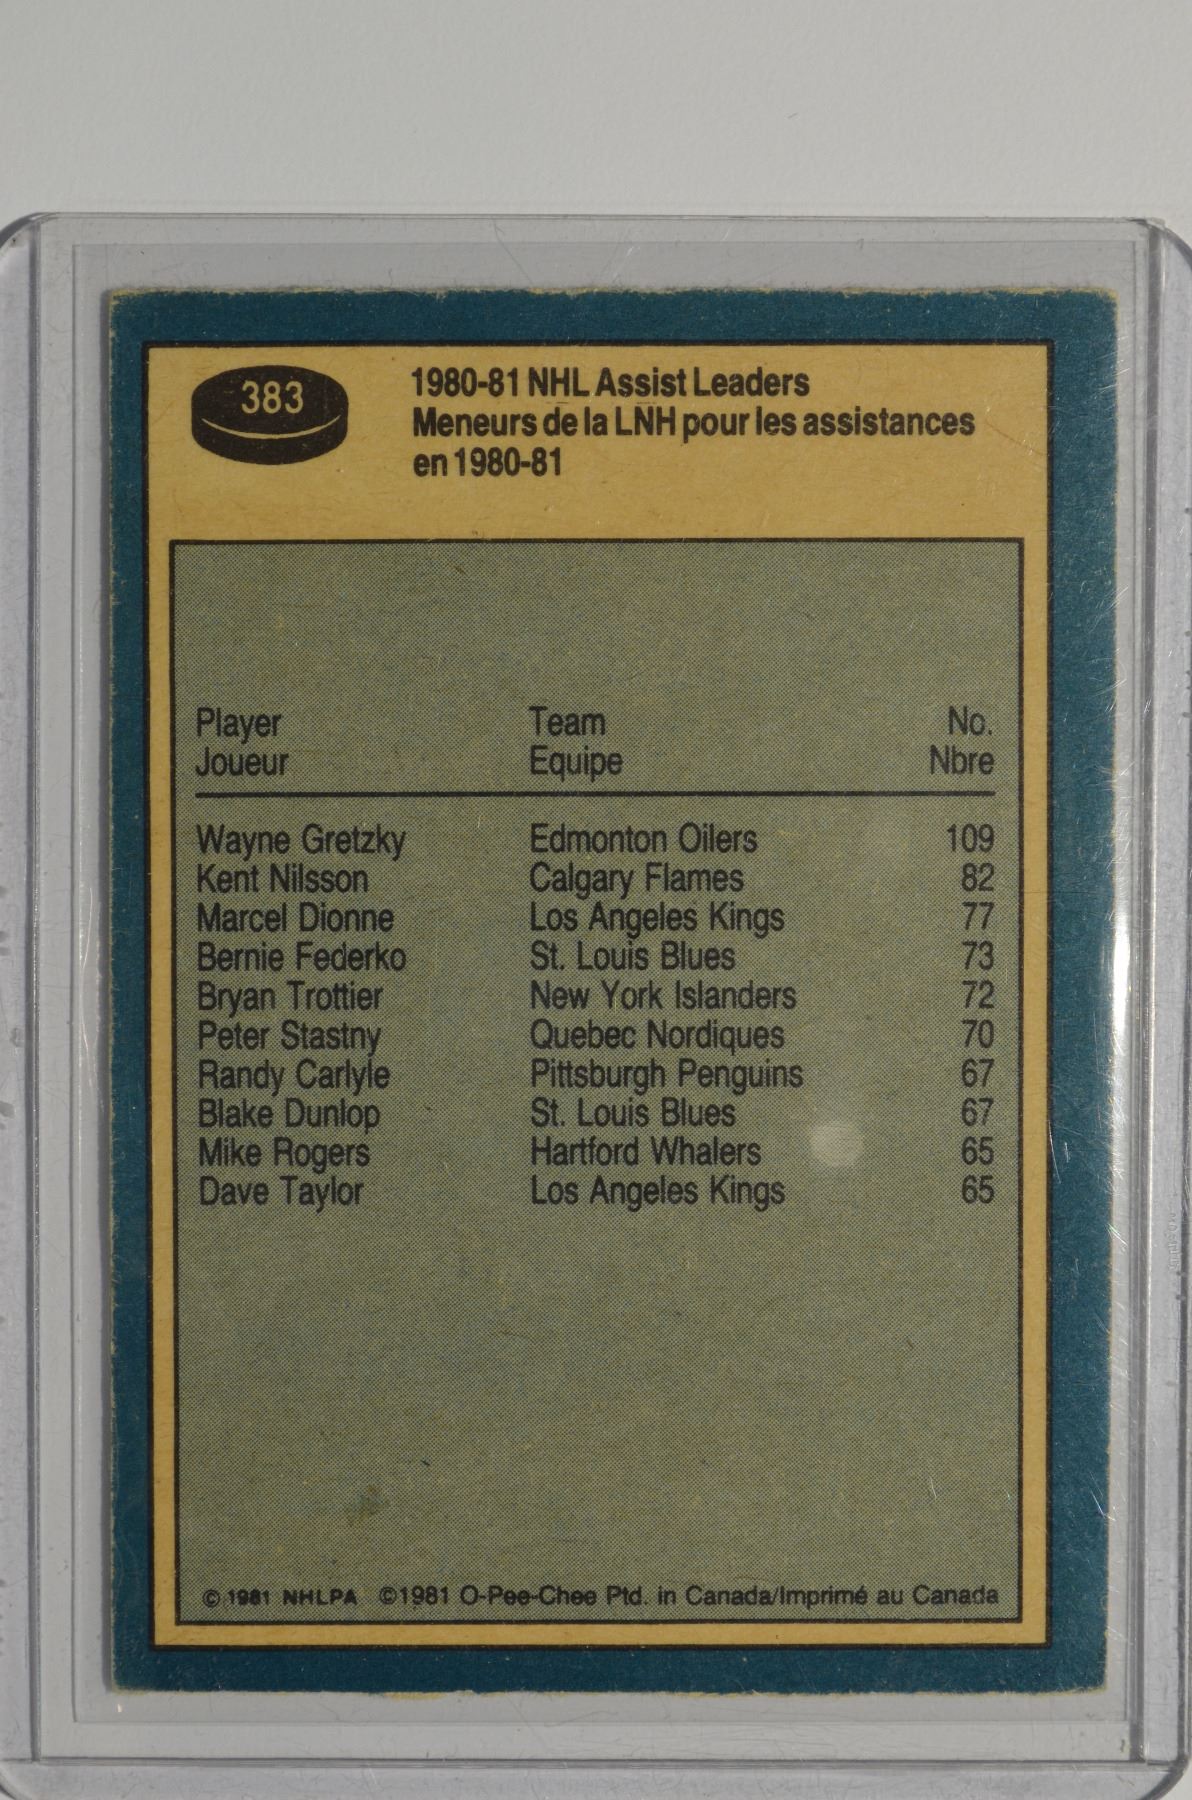 383
1980-81 NHL Assist Leaders
Meneurs de la LNH pour les assistances
en 1980-81
Player Team No.
Joueur Equipe Nbre
Wayne Gretzky Edmonton Oilers 109
Kent Nilsson Calgary Flames 82
Marcel Dionne Los Angeles Kings 77
Bernie Federko St. Louis Blues 73
Bryan Trottier New York Islanders 72
Peter Stastny Quebec Nordiques 70
Randy Carlyle Pittsburgh Penguins 67
Blake Dunlop St. Louis Blues 67
Mike Rogers Hartford Whalers 65
Dave Taylor Los Angeles Kings 65
© 1981 NHLPA ©1981 O-Pee-Chee Ptd. in Canada/Imprimé au Canada